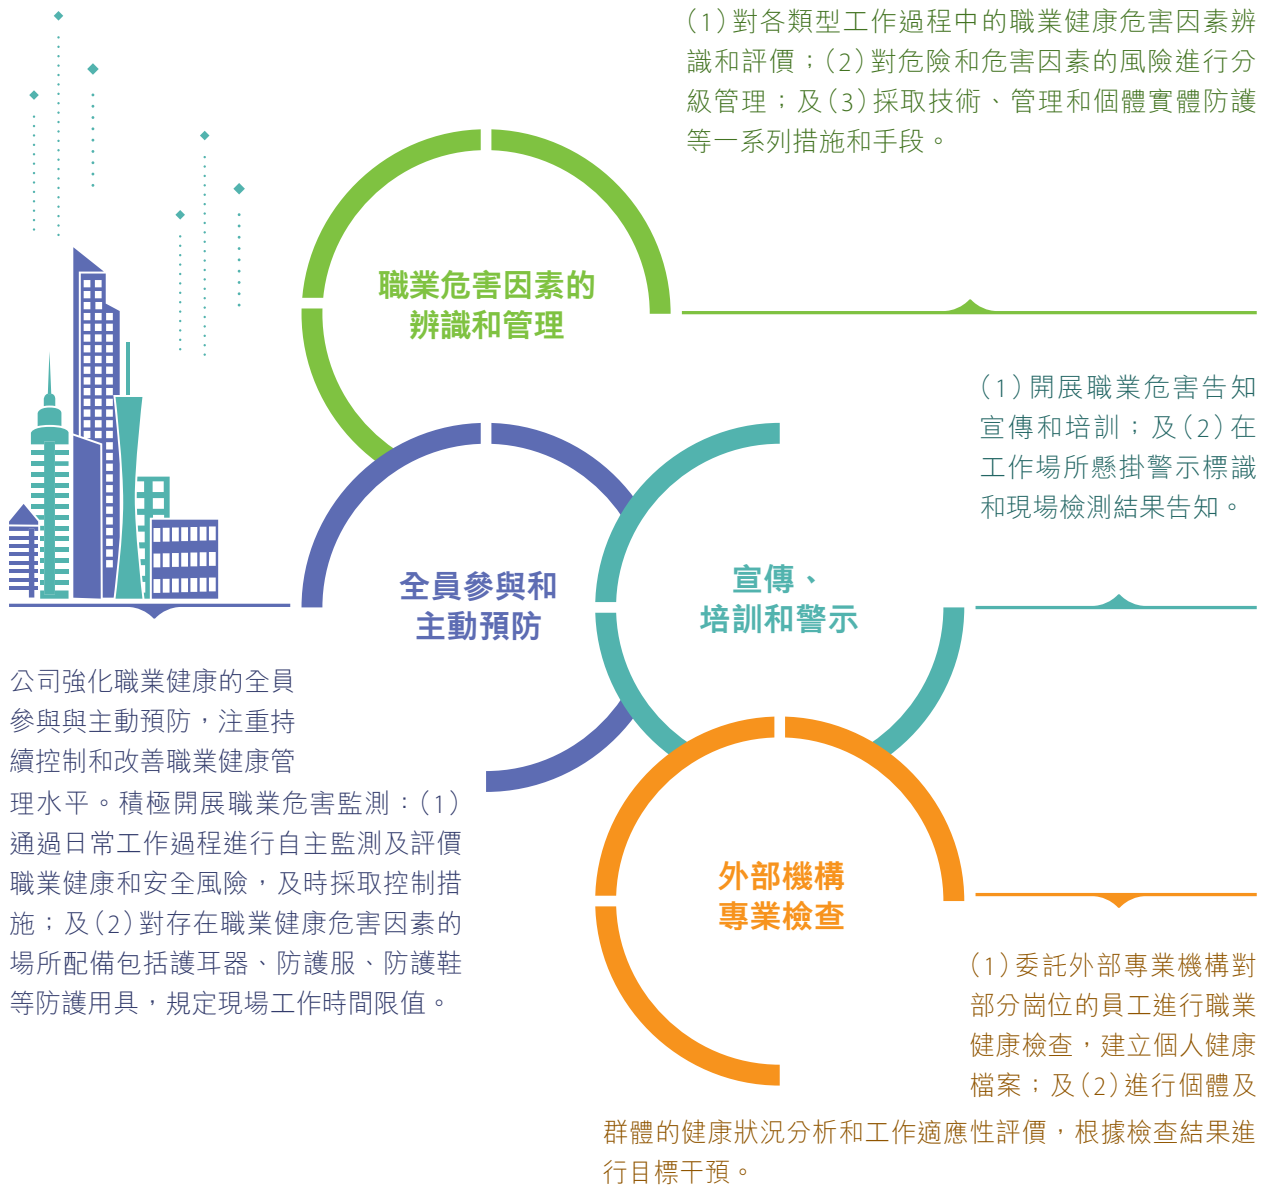 (1)對各類型工作過程中的職業健康危害因素辨
識和評價；(2)對危險和危害因素的風險進行分
級管理；及(3)採取技術、管理和個體實體防護
等一系列措施和手段。
職業危害因素的
辨識和管理
(1)開展職業危害告知
宣傳和培訓；及(2)在
工作場所懸掛警示標識
和現場檢測結果告知。
全員參與和
主動預防
宣傳、
培訓和警示
公司強化職業健康的全員
參與與主動預防，注重持
續控制和改善職業健康管
理水平。積極開展職業危害監測：(1)
通過日常工作過程進行自主監測及評價
職業健康和安全風險，及時採取控制措
施；及(2)對存在職業健康危害因素的
場所配備包括護耳器、防護服、防護鞋
等防護用具，規定現場工作時間限值。
外部機構
專業檢查
(1)委託外部專業機構對
部分崗位的員工進行職業
健康檢查，建立個人健康
檔案；及(2)進行個體及
群體的健康狀況分析和工作適應性評價，根據檢查結果進
行目標干預。